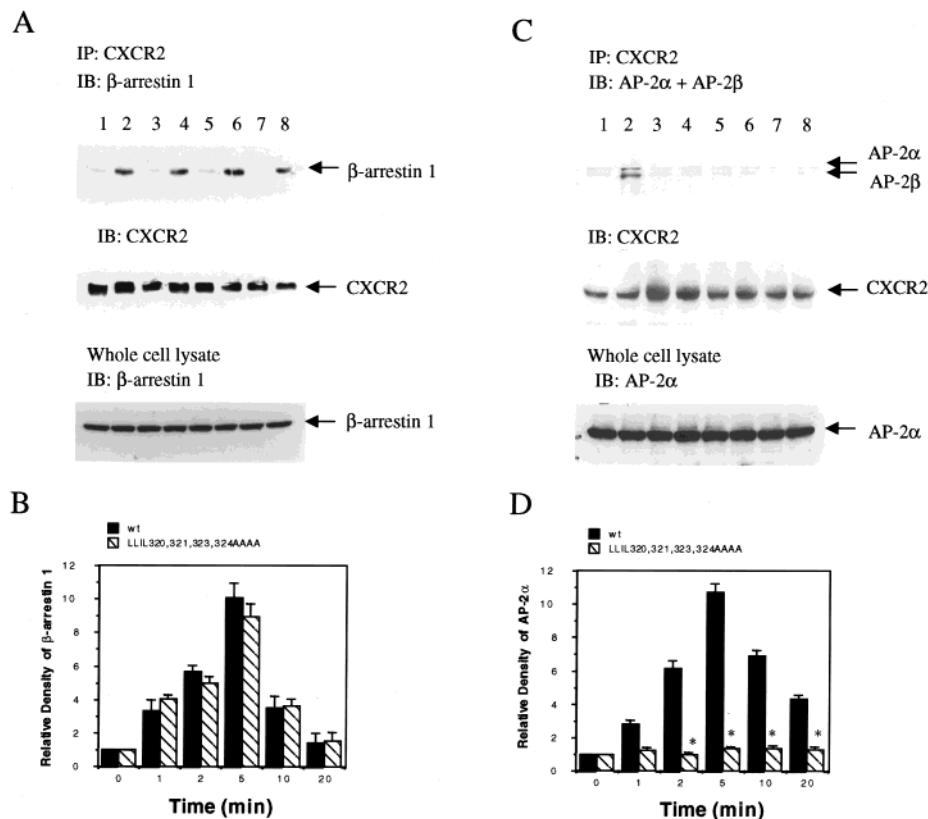 A
IP: CXCR2
IB: β-arrestin 1
1 2 3 4 5 6 7 8
β-arrestin 1
IB: CXCR2
CXCR2
Whole cell lysate
IB: β-arrestin 1
β-arrestin 1
B
wt
LLIL320,321,323,324AAAA
Relative Density of β-arrestin 1
12
10
8
6
4
2
0
0 1 2 5 10 20
Time (min)
C
IP: CXCR2
IB: AP-2α + AP-2β
1 2 3 4 5 6 7 8
AP-2α
AP-2β
IB: CXCR2
CXCR2
Whole cell lysate
IB: AP-2α
AP-2α
D
wt
LLIL320,321,323,324AAAA
Relative Density of AP-2α
12
10
8
6
4
2
0
* * * *
0 1 2 5 10 20
Time (min)